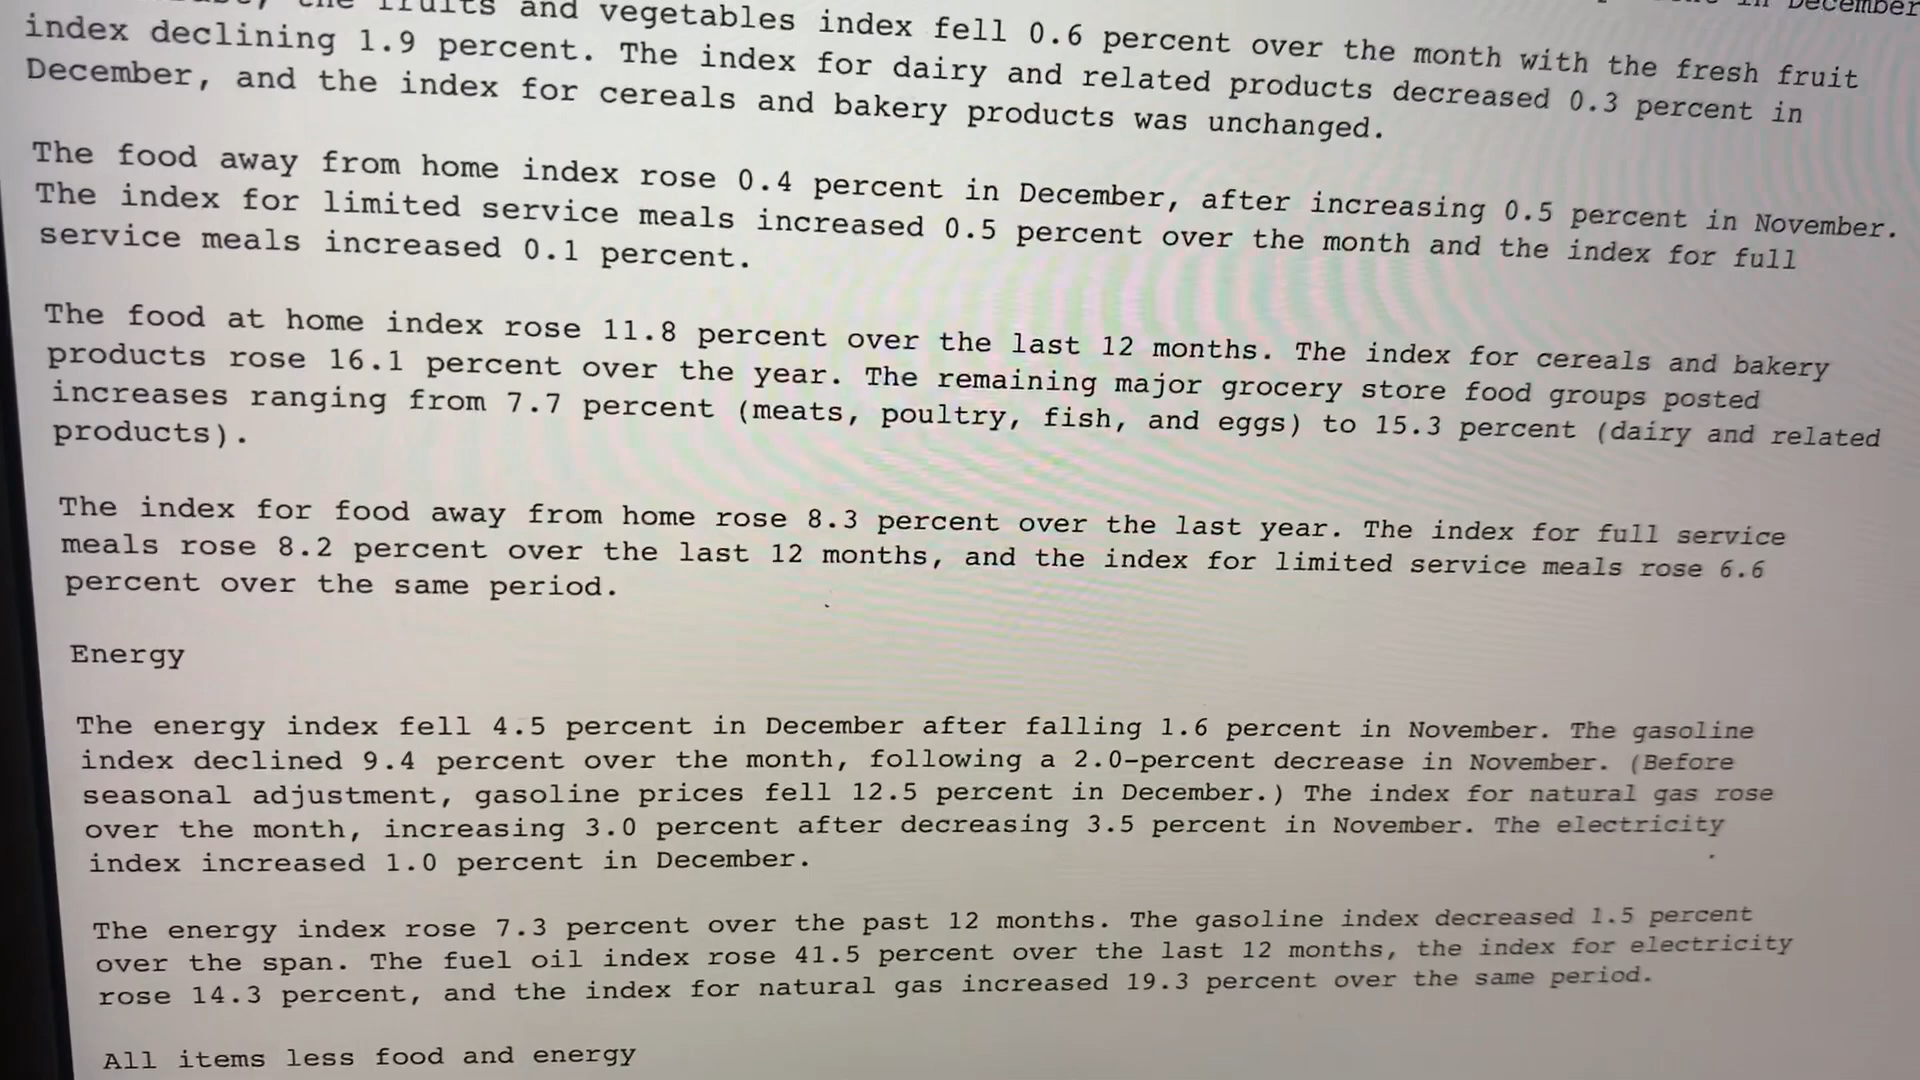 the fruits and vegetables index fell 0.6 percent over the month with the fresh fruit
index declining 1.9 percent. The index for dairy and related products decreased 0.3 percent in
December, and the index for cereals and bakery products was unchanged.
The food away from home index rose 0.4 percent in December, after increasing 0.5 percent in November.
The index for limited service meals increased 0.5 percent over the month and the index for full
service meals increased 0.1 percent.
The food at home index rose 11.8 percent over the last 12 months. The index for cereals and bakery
products rose 16.1 percent over the year. The remaining major grocery store food groups posted
increases ranging from 7.7 percent (meats, poultry, fish, and eggs) to 15.3 percent (dairy and related
products).
The index for food away from home rose 8.3 percent over the last year. The index for full service
meals rose 8.2 percent over the last 12 months, and the index for limited service meals rose 6.6
percent over the same period.
Energy
The energy index fell 4.5 percent in December after falling 1.6 percent in November. The gasoline
index declined 9.4 percent over the month, following a 2.0-percent decrease in November. (Before
seasonal adjustment, gasoline prices fell 12.5 percent in December.) The index for natural gas rose
over the month, increasing 3.0 percent after decreasing 3.5 percent in November. The electricity
index increased 1.0 percent in December.
The energy index rose 7.3 percent over the past 12 months. The gasoline index decreased 1.5 percent
over the span. The fuel oil index rose 41.5 percent over the last 12 months, the index for electricity
rose 14.3 percent, and the index for natural gas increased 19.3 percent over the same period.
All items less food and energy